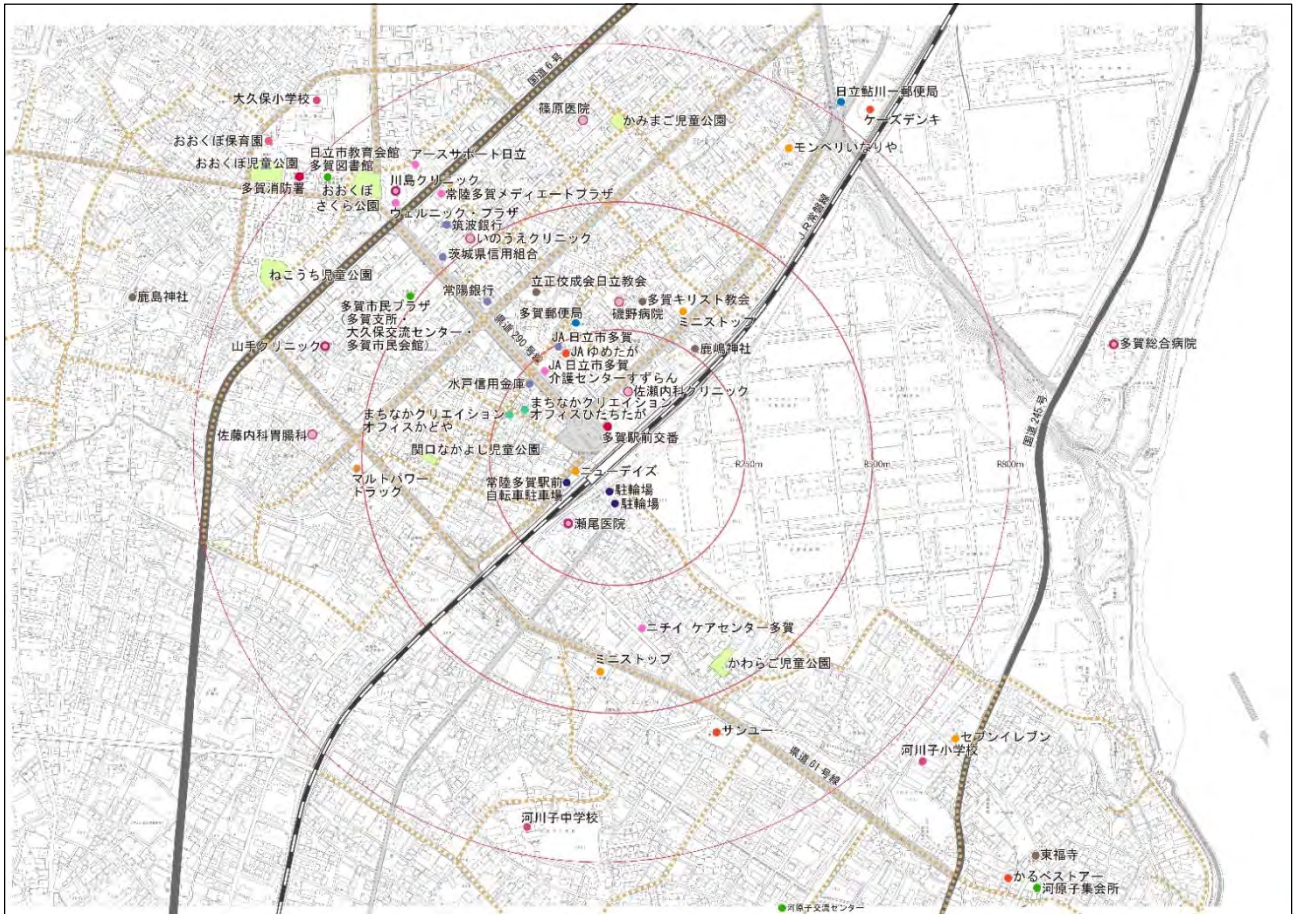 国道6号
大久保小学校
篠原医院
かみまご児童公園
日立鮎川一郵便局
ケーズデンキ
おおくぼ保育園
モンペリいなりや
おおくぼ児童公園
日立市教育会館
多賀図書館
アースサポート日立
多賀消防署
おおくぼ
さくら公園
川島クリニック
常陸多賀メディエートプラザ
ウェルニック・プラザ
筑波銀行
いのうえクリニック
JR常磐線
茨城県信用組合
ねこうち児童公園
鹿島神社
多賀市民プラザ
（多賀支所・
大久保交流センター・
多賀市民会館）
常陽銀行
立正佼成会日立教会
多賀キリスト教会
磯野病院
ミニストップ
多賀郵便局
県道290号線
山手クリニック
JA日立市多賀
JAゆめたが
鹿嶋神社
多賀総合病院
JA日立市多賀
介護センターすずらん
水戸信用金庫
佐瀬内科クリニック
まちなかクリエイション
オフィスかどや
まちなかクリエイション
オフィスひたちたが
国道245号
佐藤内科胃腸科
多賀駅前交番
関口なかよし児童公園
マルトパワー
トラック
ニューデイズ
R250m
R500m
R800m
常陸多賀駅前
自転車駐車場
駐輪場
駐輪場
瀬尾医院
ニチイ ケアセンター多賀
ミニストップ
かわらご児童公園
サンユー
セブンイレブン
河川子小学校
県道61号線
河川子中学校
東福寺
かるべストアー
河原子集会所
河原子交流センター